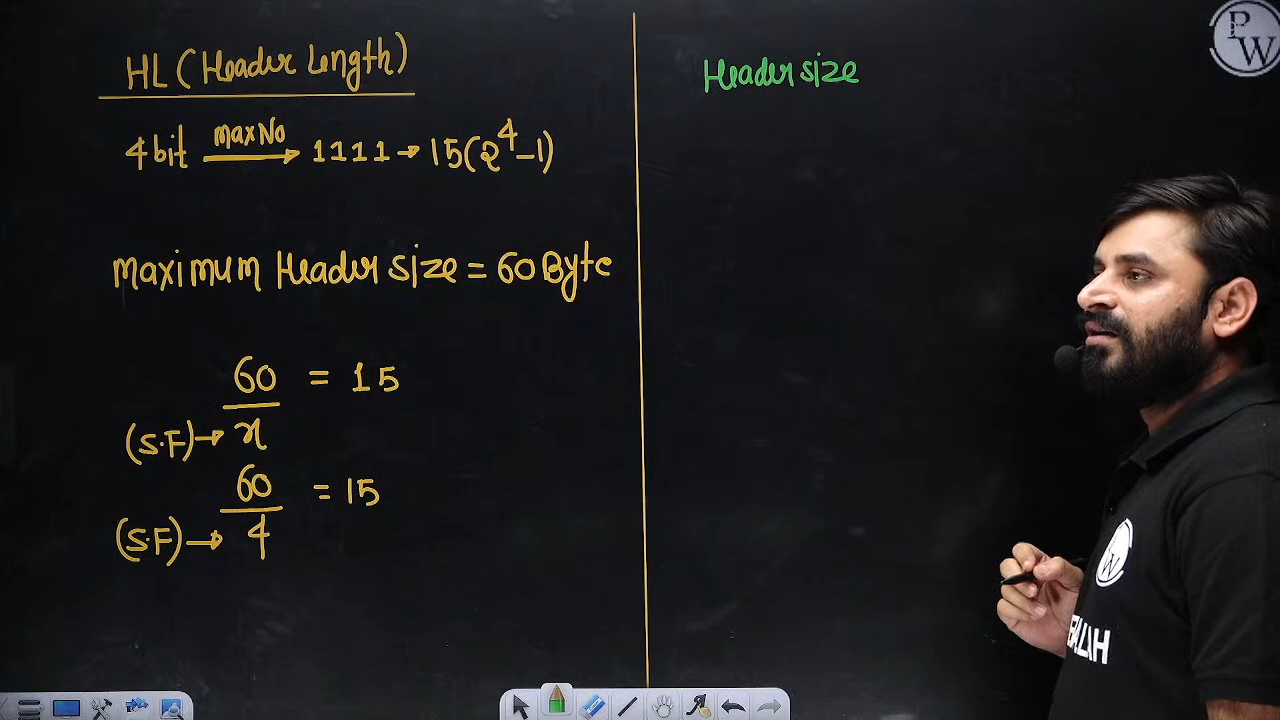 HL (Header Length)
4 bit maxNo → 1111 → 15(2⁴-1)
Maximum Header size = 60 Byte
60 = 15
(S.F) → x
60 = 15
(S.F) → 4
Header size
PW
W